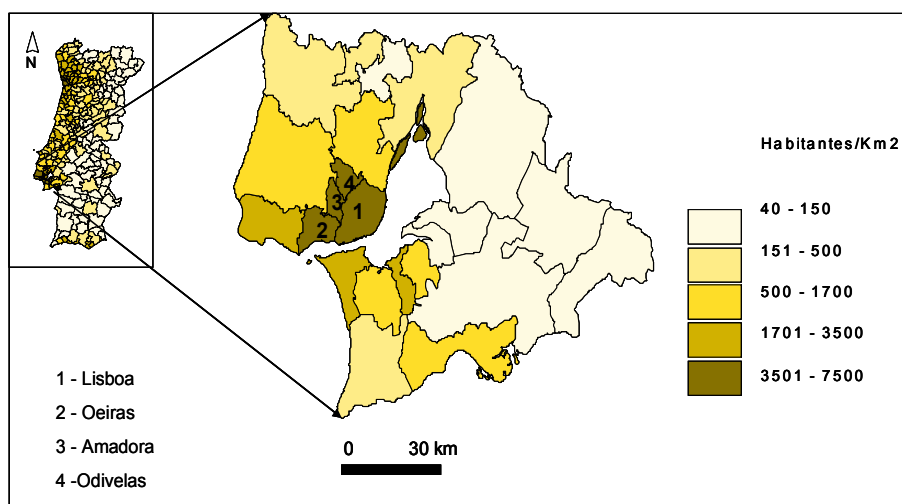 N
Habitantes/Km2
40 - 150
151 - 500
500 - 1700
1701 - 3500
3501 - 7500
4
3
1
2
1 - Lisboa
2 - Oeiras
3 - Amadora
4 -Odivelas
0 30 km